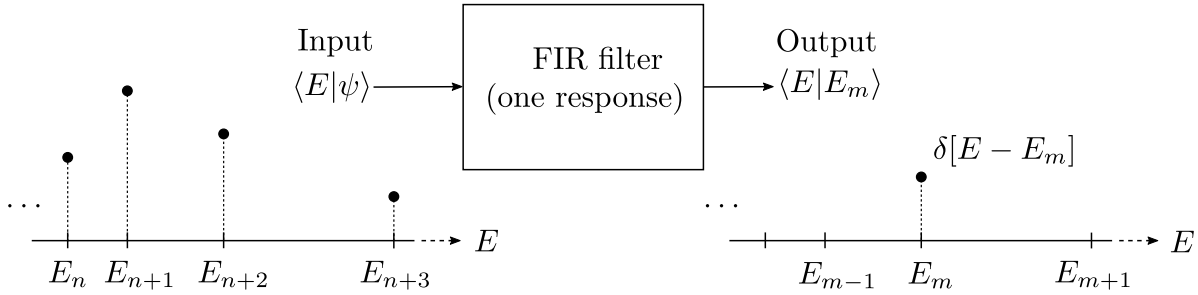 Input
⟨E|ψ⟩
FIR filter
(one response)
Output
⟨E|E_m⟩
δ[E − E_m]
...
E
E_n E_{n+1} E_{n+2} E_{n+3}
...
E
E_{m−1} E_m E_{m+1}